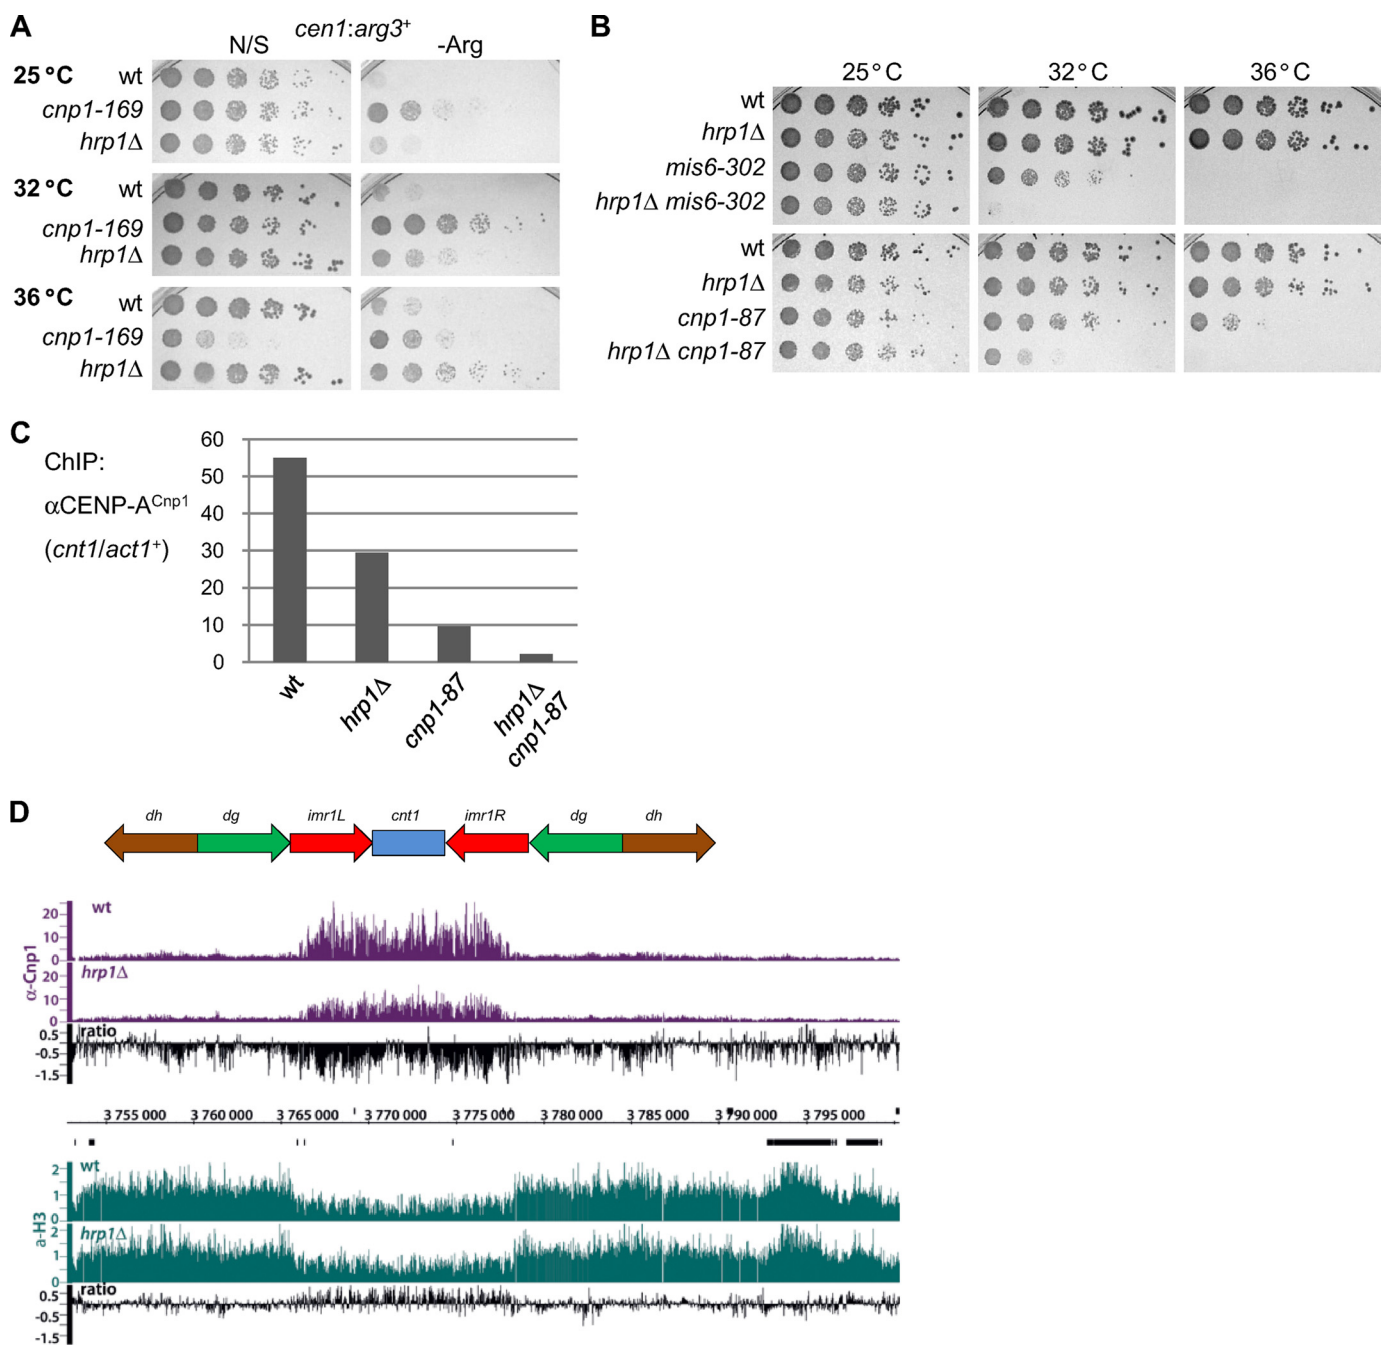 A
cen1:arg3⁺
N/S
-Arg
25 °C
wt
cnp1-169
hrp1Δ
32 °C
wt
cnp1-169
hrp1Δ
36 °C
wt
cnp1-169
hrp1Δ
B
25°C
32°C
36°C
wt
hrp1Δ
mis6-302
hrp1Δ mis6-302
wt
hrp1Δ
cnp1-87
hrp1Δ cnp1-87
C
ChIP:
αCENP-A^Cnp1
(cnt1/act1⁺)
60
50
40
30
20
10
0
wt
hrp1Δ
cnp1-87
hrp1Δ
cnp1-87
D
dh
dg
imr1L
cnt1
imr1R
dg
dh
α-Cnp1
wt
20
10
0
hrp1Δ
20
10
0
ratio
0.5
-0.5
-1.5
3 755 000
3 760 000
3 765 000
3 770 000
3 775 000
3 780 000
3 785 000
3 790 000
3 795 000
a-H3
wt
2
1
0
hrp1Δ
2
1
0
ratio
0.5
-0.5
-1.5